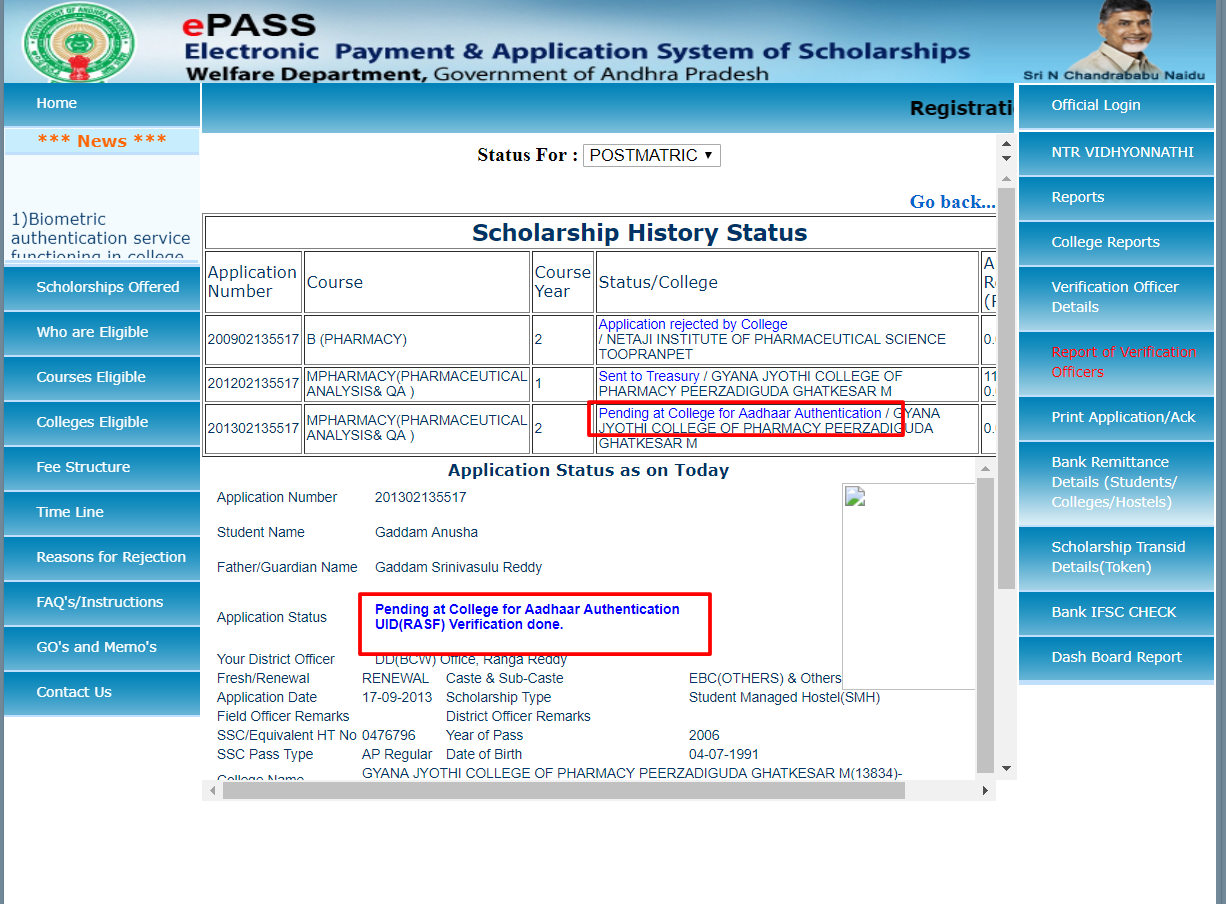 ePASS
Electronic Payment & Application System of Scholarships
Welfare Department, Government of Andhra Pradesh
Sri N Chandrababu Naidu
Home
*** News ***
1)Biometric
authentication service
functioning in college
Scholorships Offered
Who are Eligible
Courses Eligible
Colleges Eligible
Fee Structure
Time Line
Reasons for Rejection
FAQ's/Instructions
GO's and Memo's
Contact Us
Registrati
Status For : POSTMATRIC ▼
Go back...
Scholarship History Status
Application Number Course Course Year Status/College A R (F
200902135517 B (PHARMACY) 2 Application rejected by College
/ NETAJI INSTITUTE OF PHARMACEUTICAL SCIENCE
TOOPRANPET 0.
201202135517 MPHARMACY(PHARMACEUTICAL ANALYSIS& QA ) 1 Sent to Treasury / GYANA JYOTHI COLLEGE OF
PHARMACY PEERZADIGUDA GHATKESAR M 11 0.
201302135517 MPHARMACY(PHARMACEUTICAL ANALYSIS& QA ) 2 Pending at College for Aadhaar Authentication / GYANA
JYOTHI COLLEGE OF PHARMACY PEERZADIGUDA
GHATKESAR M 0.
Application Status as on Today
Application Number 201302135517
Student Name Gaddam Anusha
Father/Guardian Name Gaddam Srinivasulu Reddy
Application Status Pending at College for Aadhaar Authentication
UID(RASF) Verification done.
Your District Officer DD(BCW) Office, Ranga Reddy
Fresh/Renewal RENEWAL Caste & Sub-Caste EBC(OTHERS) & Others
Application Date 17-09-2013 Scholarship Type Student Managed Hostel(SMH)
Field Officer Remarks District Officer Remarks
SSC/Equivalent HT No 0476796 Year of Pass 2006
SSC Pass Type AP Regular Date of Birth 04-07-1991
College Name GYANA JYOTHI COLLEGE OF PHARMACY PEERZADIGUDA GHATKESAR M(13834)-
Official Login
NTR VIDHYONNATHI
Reports
College Reports
Verification Officer
Details
Report of Verification
Officers
Print Application/Ack
Bank Remittance
Details (Students/
Colleges/Hostels)
Scholarship Transid
Details(Token)
Bank IFSC CHECK
Dash Board Report